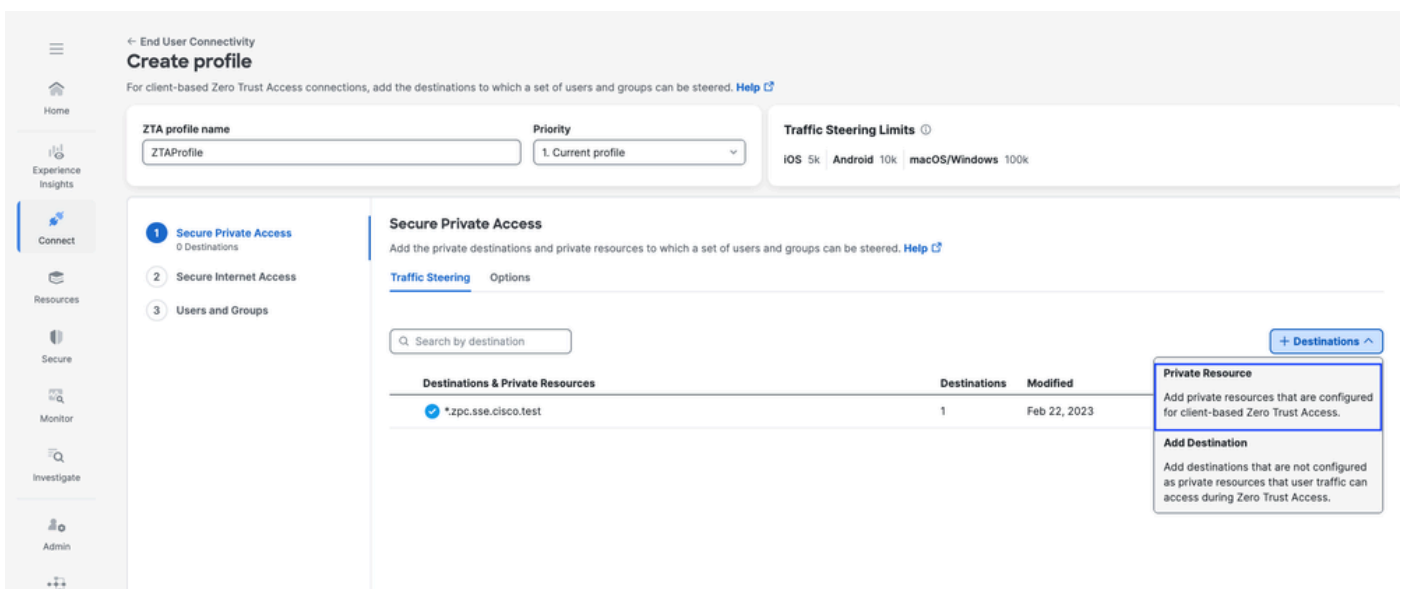 ← End User Connectivity
Create profile
For client-based Zero Trust Access connections, add the destinations to which a set of users and groups can be steered. Help
Home
Experience
Insights
Connect
Resources
Secure
Monitor
Investigate
Admin
ZTA profile name
ZTAProfile
Priority
1. Current profile
Traffic Steering Limits
iOS 5k Android 10k macOS/Windows 100k
1 Secure Private Access
0 Destinations
2 Secure Internet Access
3 Users and Groups
Secure Private Access
Add the private destinations and private resources to which a set of users and groups can be steered. Help
Traffic Steering Options
Search by destination
+ Destinations
Destinations & Private Resources Destinations Modified
*.zpc.sse.cisco.test 1 Feb 22, 2023
Private Resource
Add private resources that are configured
for client-based Zero Trust Access.
Add Destination
Add destinations that are not configured
as private resources that user traffic can
access during Zero Trust Access.